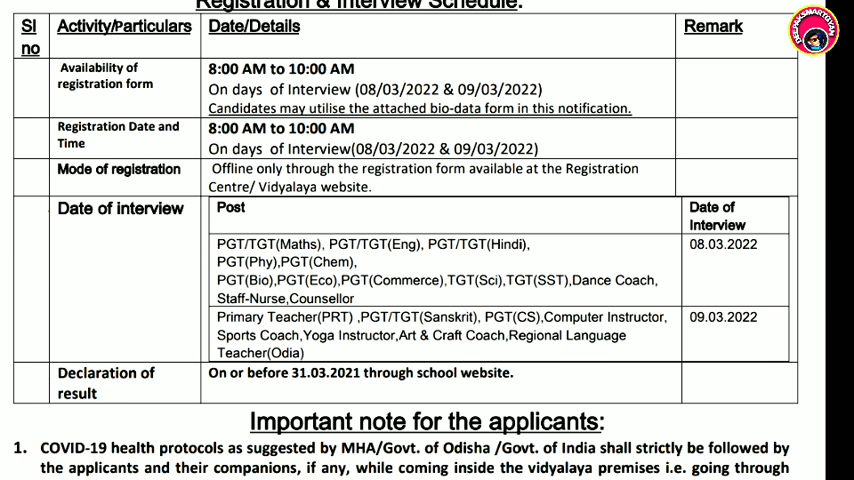 Registration & Interview Schedule:
Sl no
Activity/Particulars
Date/Details
Remark
Availability of
registration form
8:00 AM to 10:00 AM
On days of Interview (08/03/2022 & 09/03/2022)
Candidates may utilise the attached bio-data form in this notification.
Registration Date and
Time
8:00 AM to 10:00 AM
On days of Interview(08/03/2022 & 09/03/2022)
Mode of registration
Offline only through the registration form available at the Registration
Centre/ Vidyalaya website.
Date of interview
Post
Date of
Interview
PGT/TGT(Maths), PGT/TGT(Eng), PGT/TGT(Hindi),
PGT(Phy),PGT(Chem),
PGT(Bio),PGT(Eco),PGT(Commerce),TGT(Sci),TGT(SST),Dance Coach,
Staff-Nurse,Counsellor
08.03.2022
Primary Teacher(PRT) ,PGT/TGT(Sanskrit), PGT(CS),Computer Instructor,
Sports Coach,Yoga Instructor,Art & Craft Coach,Regional Language
Teacher(Odia)
09.03.2022
Declaration of
result
On or before 31.03.2021 through school website.
Important note for the applicants:
1. COVID-19 health protocols as suggested by MHA/Govt. of Odisha /Govt. of India shall strictly be followed by
the applicants and their companions, if any, while coming inside the vidyalaya premises i.e. going through